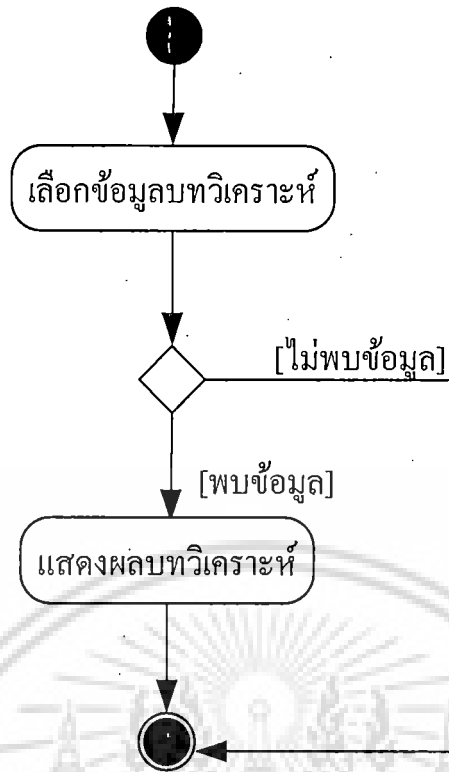 เลือกข้อมูลบทวิเคราะห์
[ไม่พบข้อมูล]
[พบข้อมูล]
แสดงผลบทวิเคราะห์